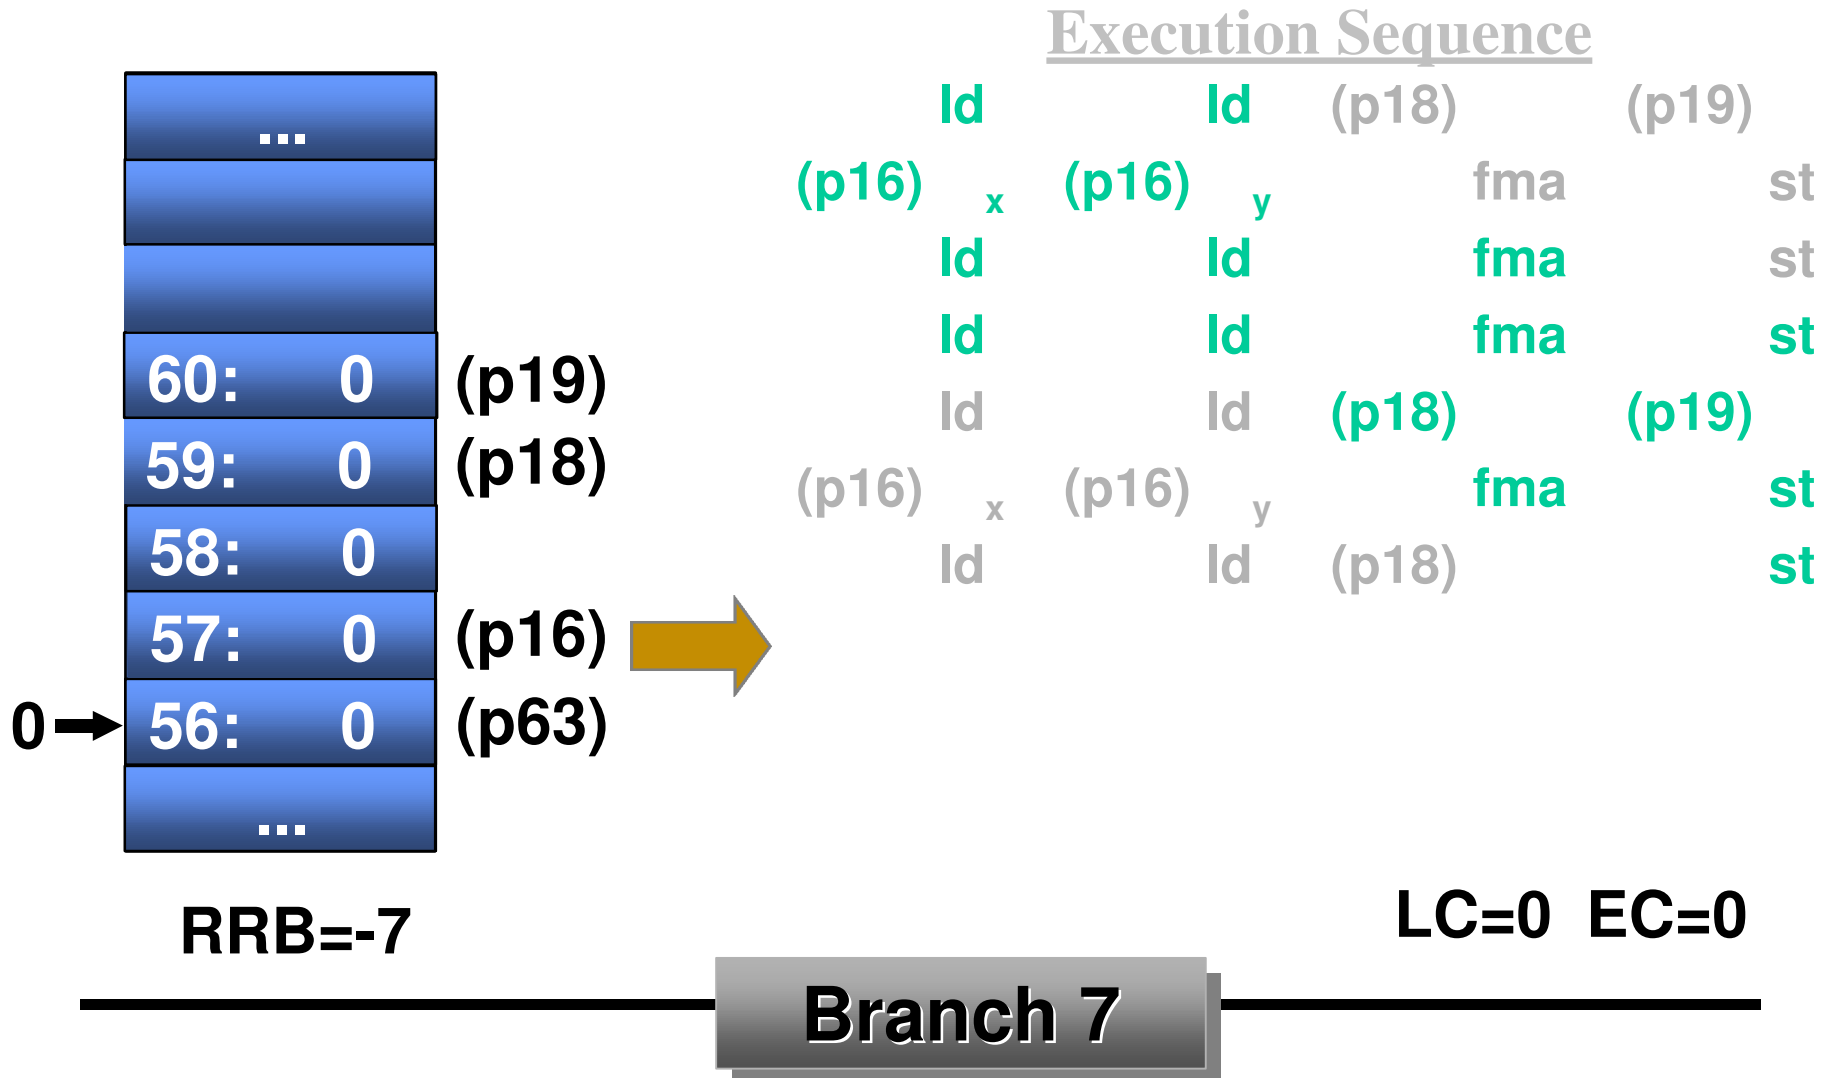 Execution Sequence
ld ld (p18) (p19)
...
(p16) x (p16) y fma st
ld ld fma st
ld ld fma st
60: 0 (p19)
ld ld (p18) (p19)
59: 0 (p18)
(p16) x (p16) y fma st
58: 0
ld ld (p18) st
57: 0 (p16)
0 56: 0 (p63)
...
RRB=-7
LC=0 EC=0
Branch 7